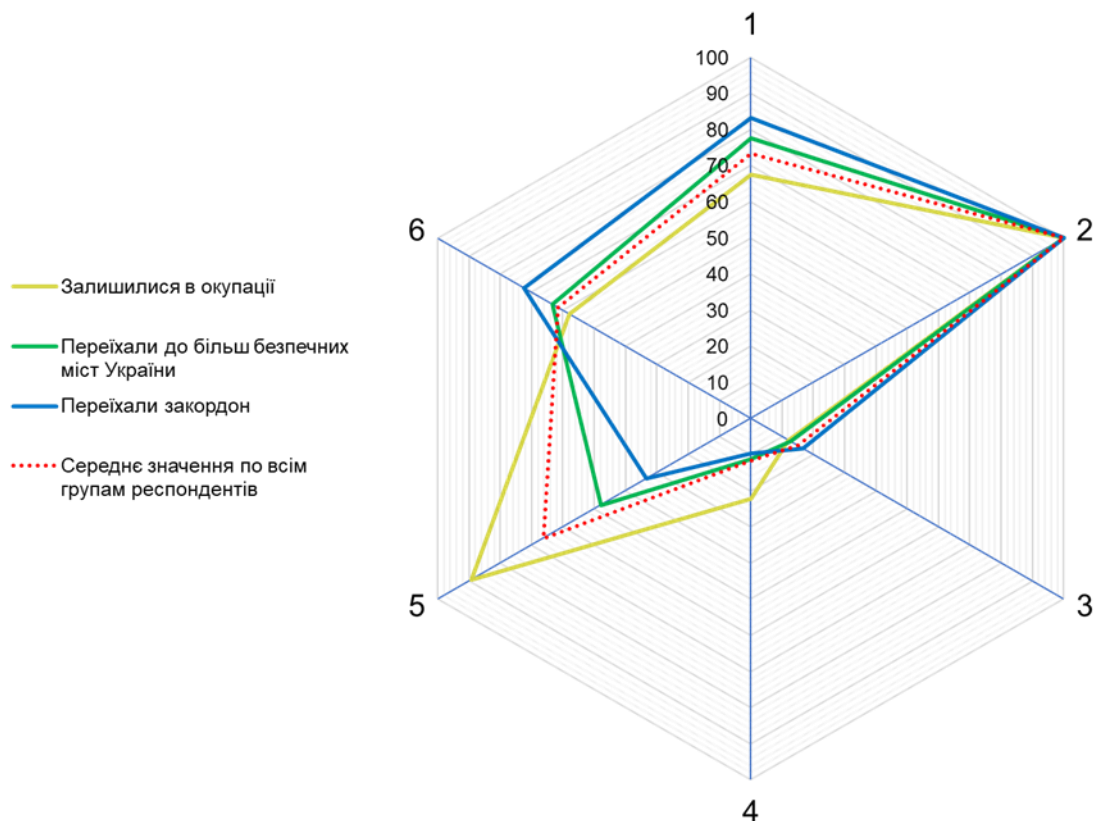 1
100
90
80
70
60
50
40
30
20
10
0
6
2
Залишилися в окупації
Переїхали до більш безпечних
міст України
Переїхали закордон
Середнє значення по всім
групам респондентів
5
3
4